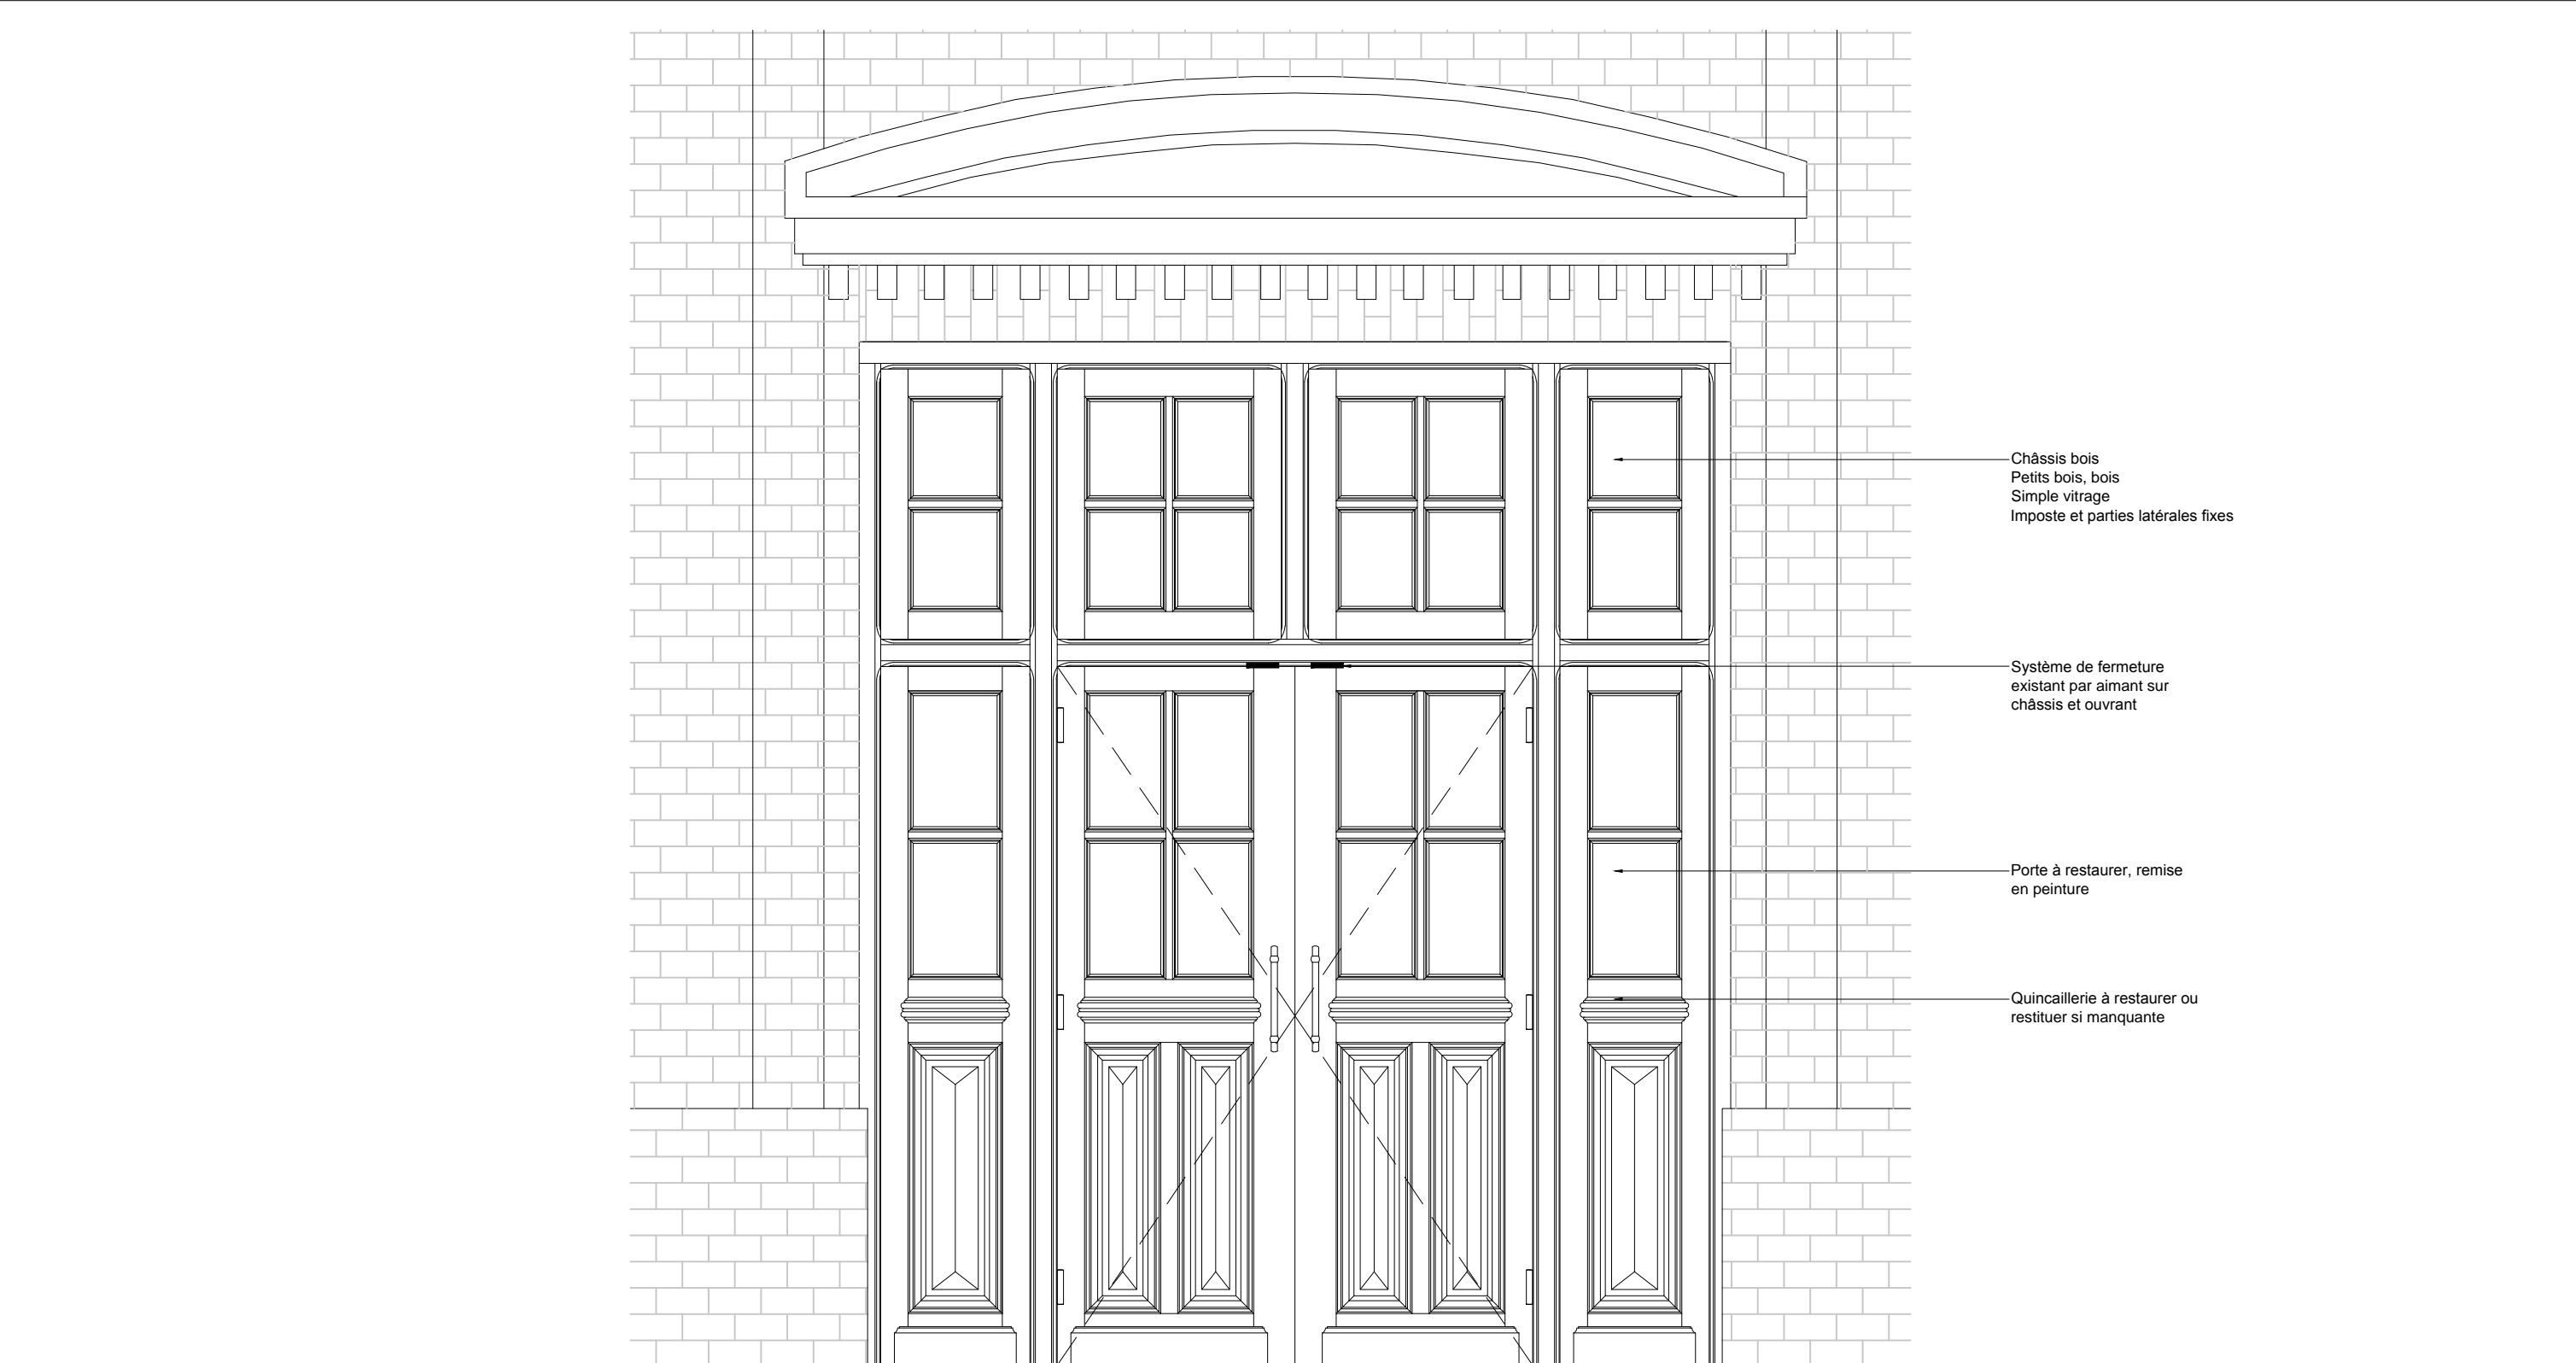 Châssis bois
Petits bois, bois
Simple vitrage
Imposte et parties latérales fixes
Système de fermeture
existant par aimant sur
châssis et ouvrant
Porte à restaurer, remise
en peinture
Quincaillerie à restaurer ou
restituer si manquante